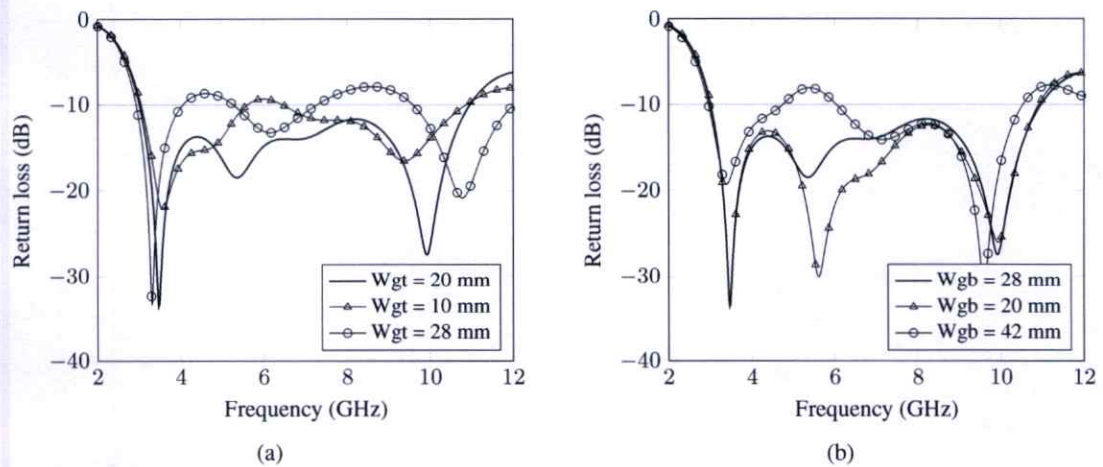 0
−10
−20
−30
−40
Return loss (dB)
Wgt = 20 mm
Wgt = 10 mm
Wgt = 28 mm
2 4 6 8 10 12
Frequency (GHz)
(a)
0
−10
−20
−30
−40
Return loss (dB)
Wgb = 28 mm
Wgb = 20 mm
Wgb = 42 mm
2 4 6 8 10 12
Frequency (GHz)
(b)